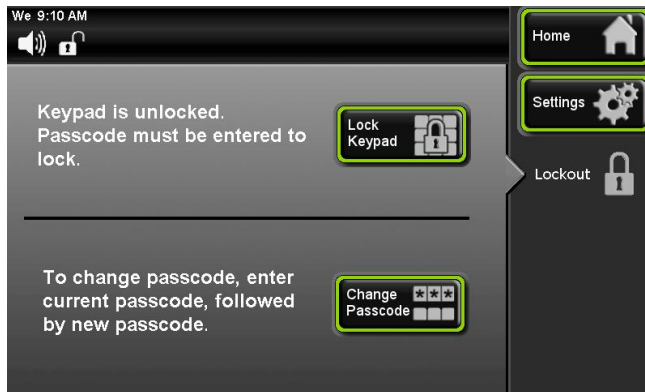 We 9:10 AM
Home
Settings
Keypad is unlocked.
Passcode must be entered to
lock.
Lock
Keypad
Lockout
To change passcode, enter
current passcode, followed
by new passcode.
Change
Passcode
***